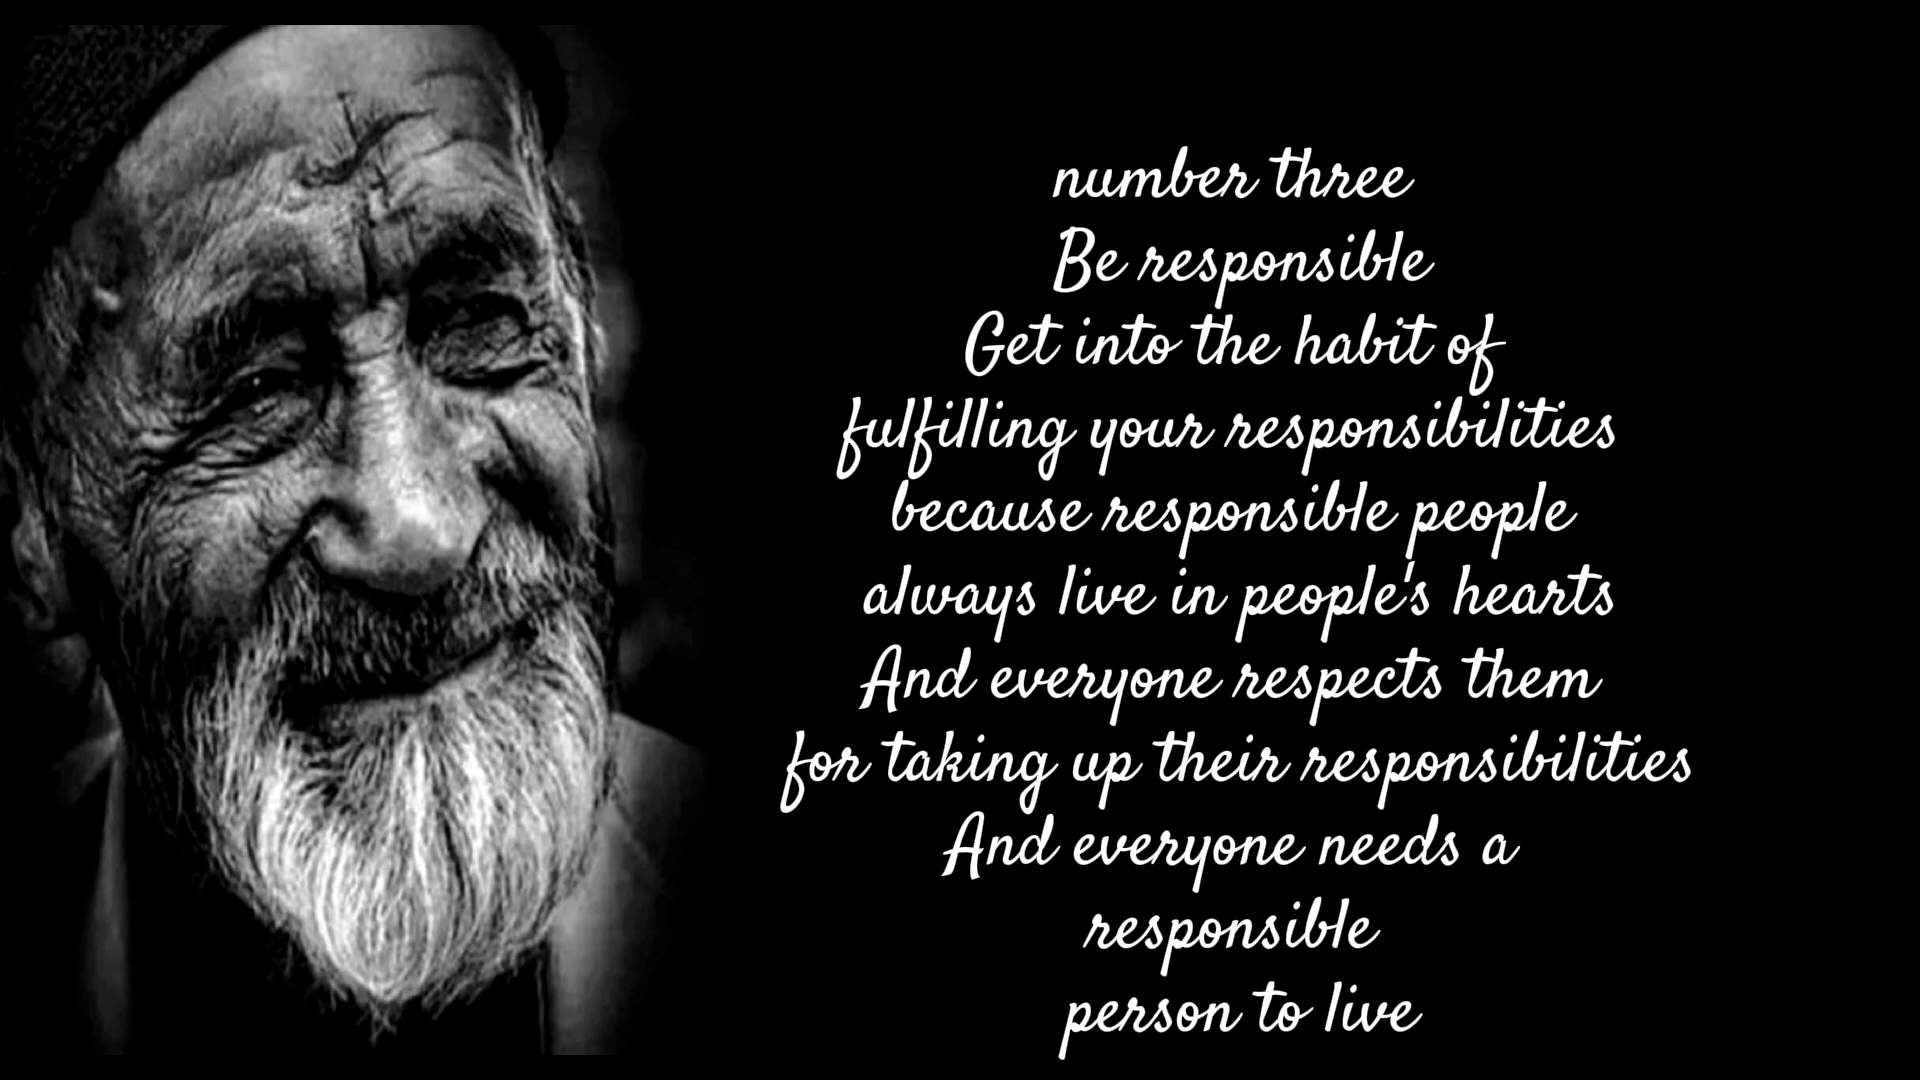 number three
Be responsible
Get into the habit of
fulfilling your responsibilities
because responsible people
always live in people's hearts
And everyone respects them
for taking up their responsibilities
And everyone needs a
responsible
person to live